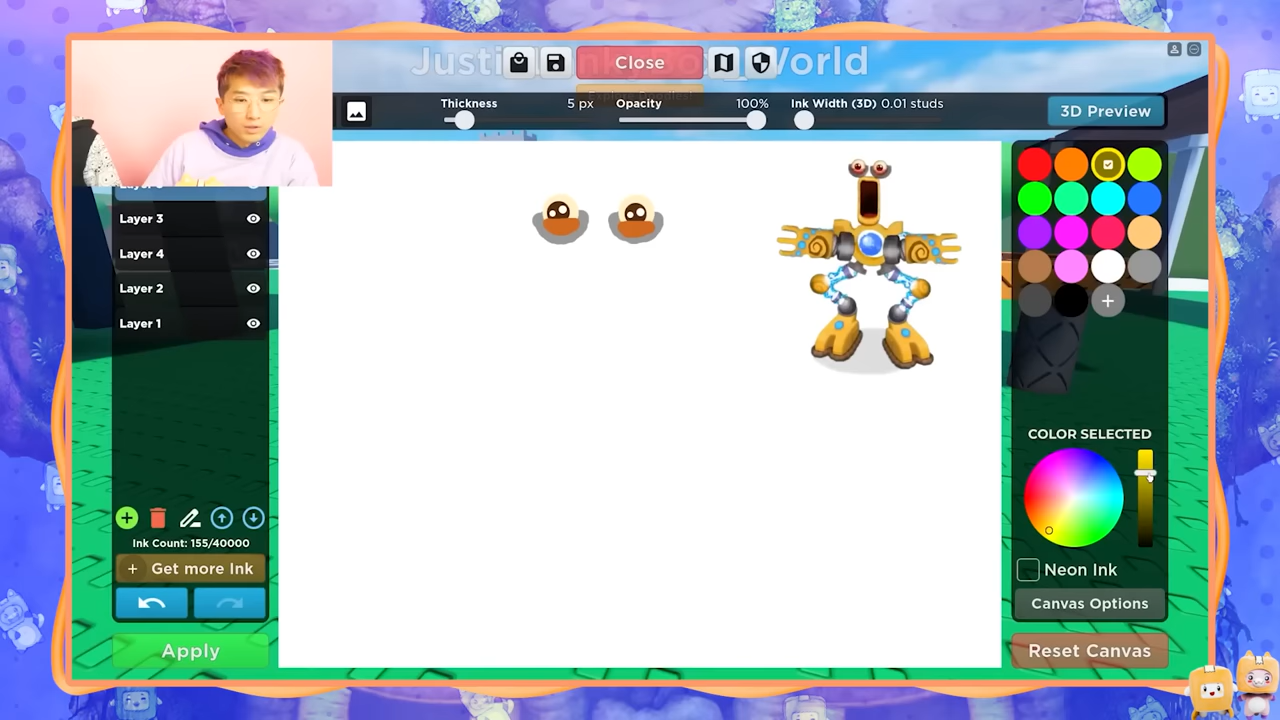 Close
Thickness 5 px Opacity 100% Ink Width (3D) 0.01 studs
3D Preview
Layer 3
Layer 4
Layer 2
Layer 1
COLOR SELECTED
Ink Count: 155/40000
+ Get more Ink
Neon Ink
Canvas Options
Apply
Reset Canvas